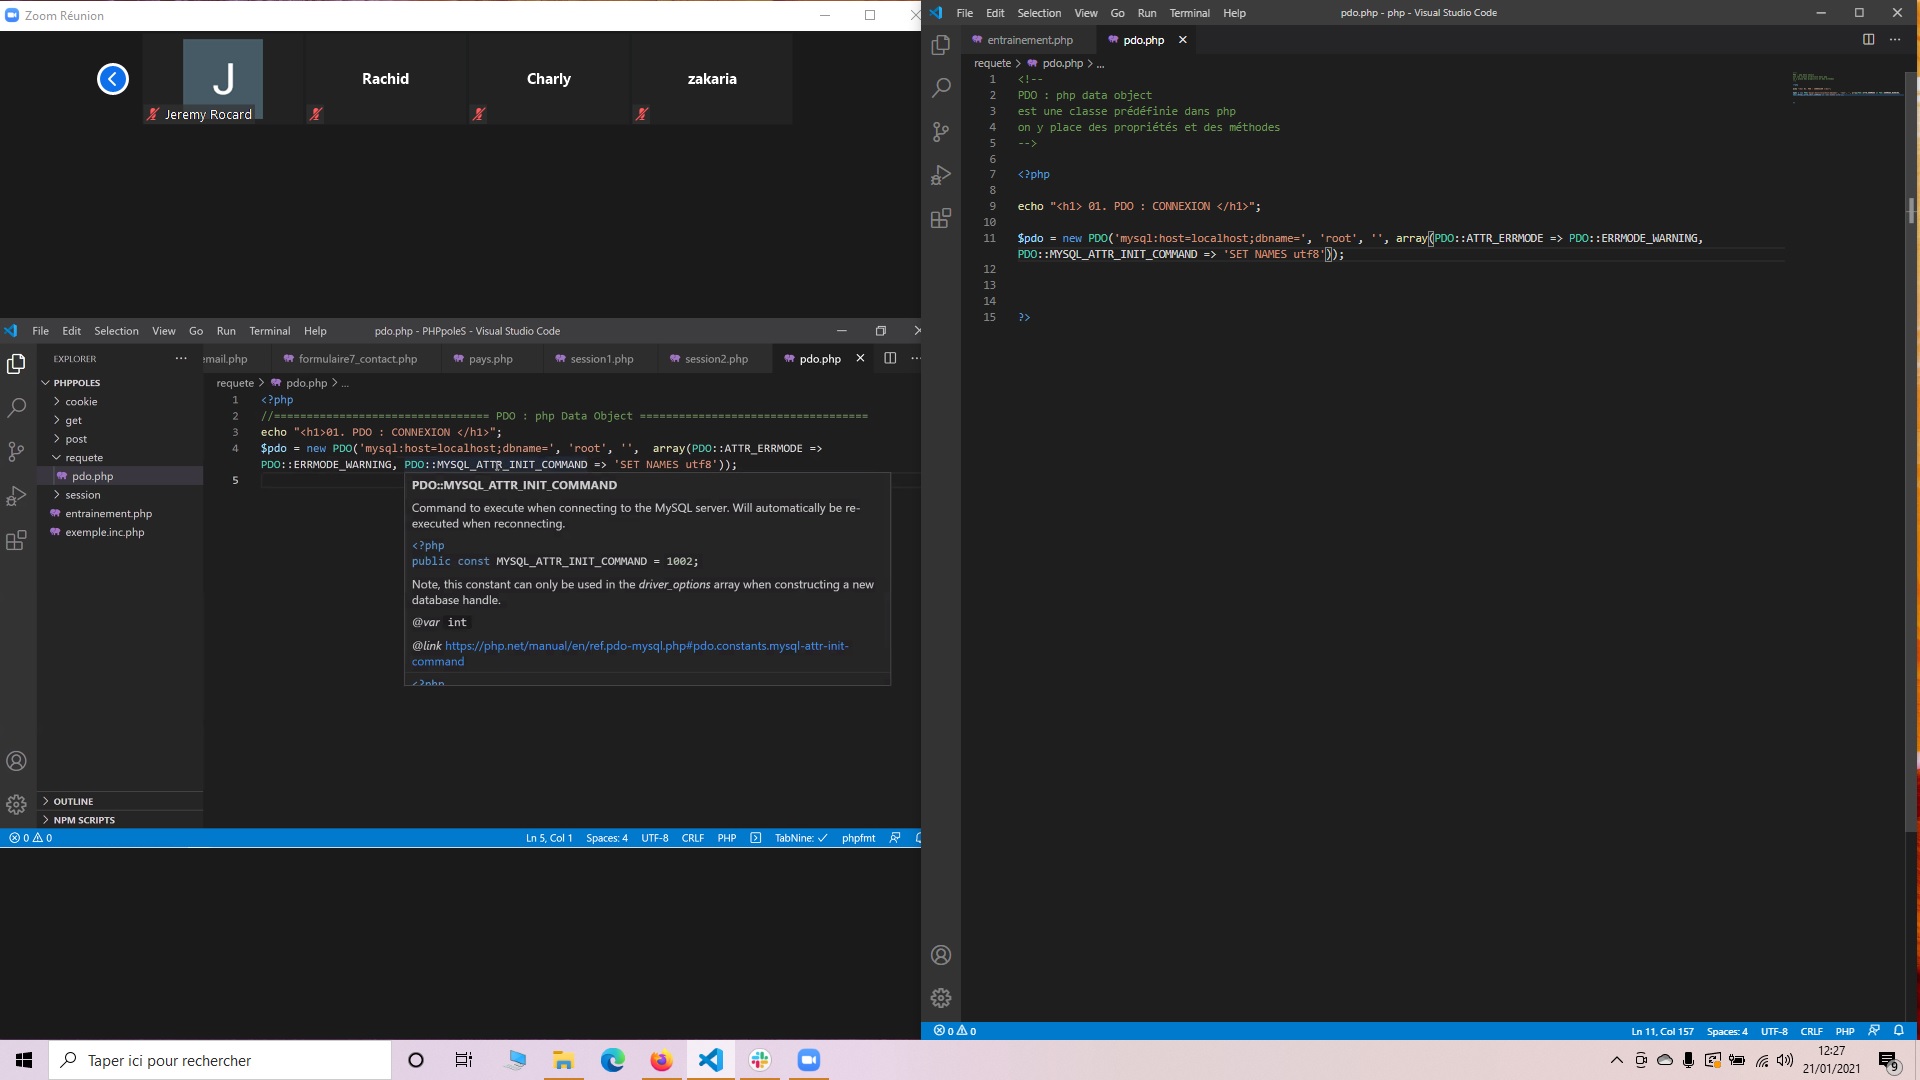 Zoom Réunion
J
Jeremy Rocard
Rachid
Charly
zakaria
File Edit Selection View Go Run Terminal Help
pdo.php - PHPpoleS - Visual Studio Code
EXPLORER
email.php formulaire7_contact.php pays.php session1.php session2.php pdo.php
PHPPOLES
cookie
get
post
requete
pdo.php
session
entrainement.php
exemple.inc.php
OUTLINE
NPM SCRIPTS
requete > pdo.php > ...
1 <?php
2 //================================= PDO : php Data Object ===================================
3 echo "<h1>01. PDO : CONNEXION </h1>";
4 $pdo = new PDO('mysql:host=localhost;dbname=', 'root', '',  array(PDO::ATTR_ERRMODE =>
PDO::ERRMODE_WARNING, PDO::MYSQL_ATTR_INIT_COMMAND => 'SET NAMES utf8'));
5
PDO::MYSQL_ATTR_INIT_COMMAND
Command to execute when connecting to the MySQL server. Will automatically be re-
executed when reconnecting.
<?php
public const MYSQL_ATTR_INIT_COMMAND = 1002;
Note, this constant can only be used in the driver_options array when constructing a new
database handle.
@var int
@link https://php.net/manual/en/ref.pdo-mysql.php#pdo.constants.mysql-attr-init-
command
<?php
0 0
Ln 5, Col 1 Spaces: 4 UTF-8 CRLF PHP TabNine: phpfmt
File Edit Selection View Go Run Terminal Help
pdo.php - php - Visual Studio Code
entrainement.php pdo.php
requete > pdo.php > ...
1 <!--
2 PDO : php data object
3 est une classe prédéfinie dans php
4 on y place des propriétés et des méthodes
5 -->
6
7 <?php
8
9 echo "<h1> 01. PDO : CONNEXION </h1>";
10
11 $pdo = new PDO('mysql:host=localhost;dbname=', 'root', '', array(PDO::ATTR_ERRMODE => PDO::ERRMODE_WARNING,
PDO::MYSQL_ATTR_INIT_COMMAND => 'SET NAMES utf8'));
12
13
14
15 ?>
0 0
Ln 11, Col 157 Spaces: 4 UTF-8 CRLF PHP
Taper ici pour rechercher
12:27
21/01/2021
9